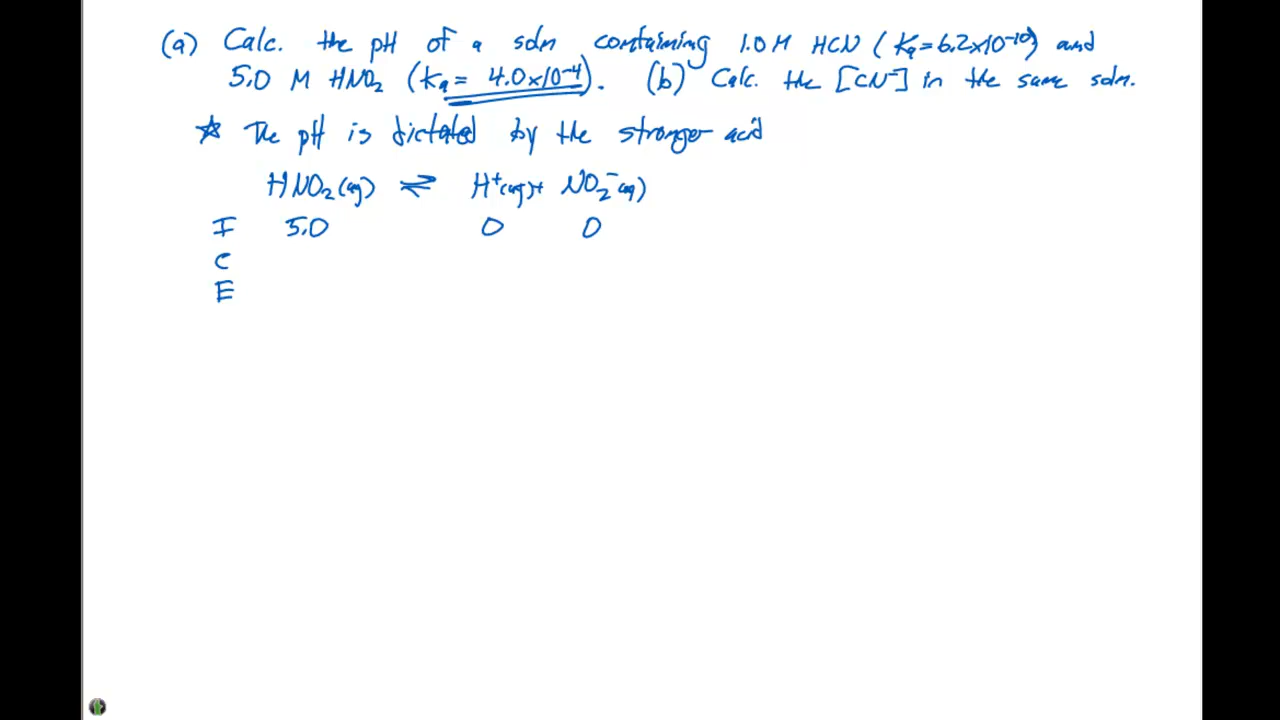 (a) Calc. the pH of a soln containing 1.0 M HCN (Ka = 6.2x10⁻¹⁰) and
5.0 M HNO₂ (Ka = 4.0x10⁻⁴). (b) Calc. the [CN⁻] in the same soln.
☆ The pH is dictated by the stronger acid
HNO₂(aq) ⇌ H⁺(aq) + NO₂⁻(aq)
I 5.0 0 0
C
E